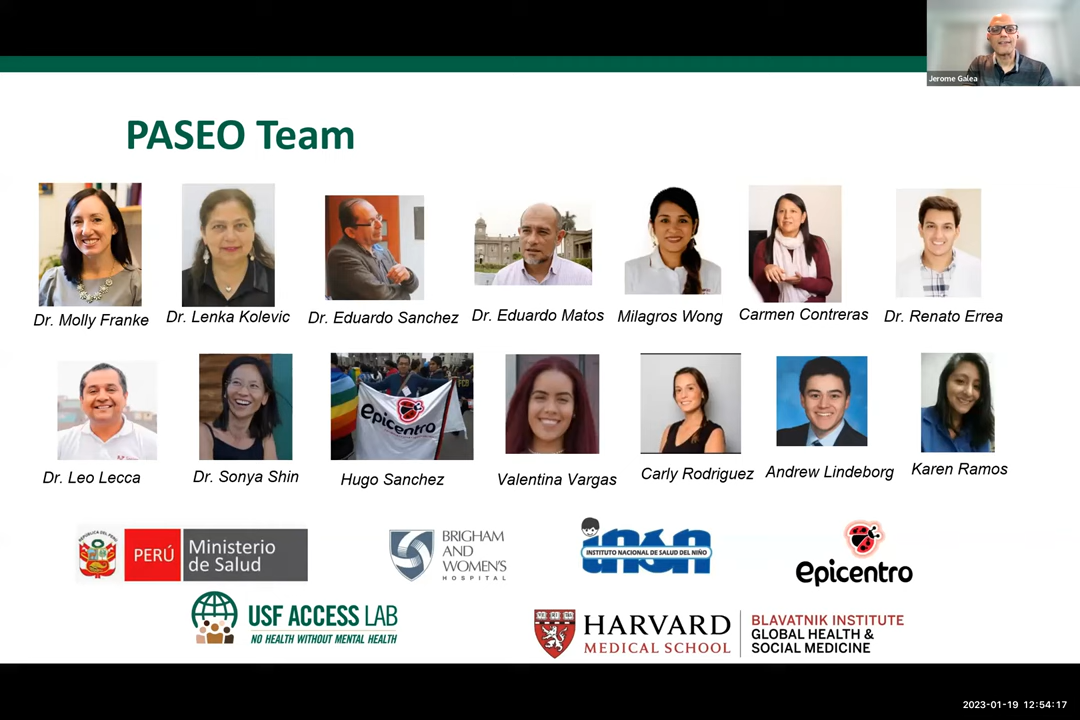 Jerome Galea
PASEO Team
Dr. Molly Franke
Dr. Lenka Kolevic
Dr. Eduardo Sanchez
Dr. Eduardo Matos
Milagros Wong
Carmen Contreras
Dr. Renato Errea
epicentro
Dr. Leo Lecca
Dr. Sonya Shin
Hugo Sanchez
Valentina Vargas
Carly Rodriguez
Andrew Lindeborg
Karen Ramos
REPUBLICA DEL PERU
PERÚ
Ministerio
de Salud
BRIGHAM
AND
WOMEN'S
HOSPITAL
insn
INSTITUTO NACIONAL DE SALUD DEL NIÑO
epicentro
USF ACCESS LAB
NO HEALTH WITHOUT MENTAL HEALTH
HARVARD
MEDICAL SCHOOL
BLAVATNIK INSTITUTE
GLOBAL HEALTH &
SOCIAL MEDICINE
2023-01-19 12:54:17